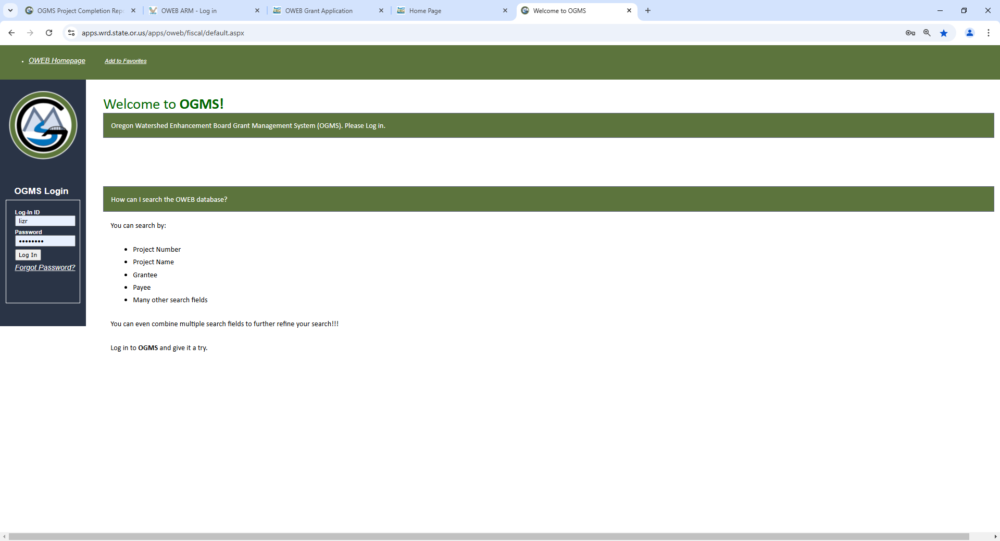 OGMS Project Completion Repo
OWEB ARM - Log in
OWEB Grant Application
Home Page
Welcome to OGMS
apps.wrd.state.or.us/apps/oweb/fiscal/default.aspx
OWEB Homepage
Add to Favorites
OGMS Login
Log-In ID
lizr
Password
••••••••
Log In
Forgot Password?
Welcome to OGMS!
Oregon Watershed Enhancement Board Grant Management System (OGMS). Please Log in.
How can I search the OWEB database?
You can search by:
Project Number
Project Name
Grantee
Payee
Many other search fields
You can even combine multiple search fields to further refine your search!!!
Log in to OGMS and give it a try.